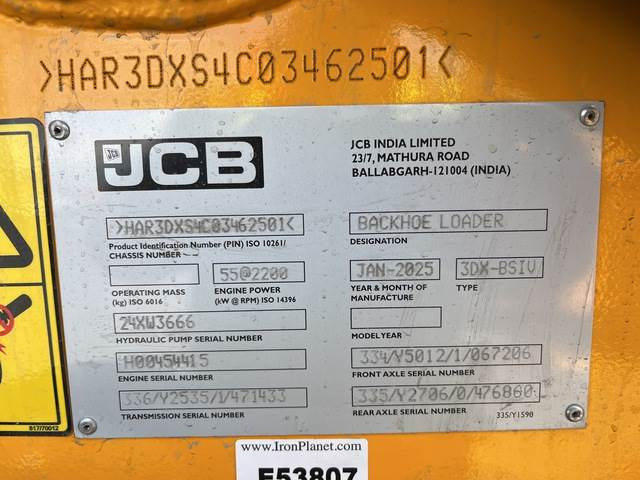 >HAR3DXS4C03462501<
JCB
JCB INDIA LIMITED
23/7, MATHURA ROAD
BALLABGARH-121004 (INDIA)
>HAR3DXS4C03462501<
Product Identification Number (PIN) ISO 10261/
CHASSIS NUMBER
BACKHOE LOADER
DESIGNATION
OPERATING MASS
(kg) ISO 6016
55@2200
ENGINE POWER
(kW @ RPM) ISO 14396
JAN-2025
YEAR & MONTH OF
MANUFACTURE
3DX-BSIV
TYPE
24XW3666
HYDRAULIC PUMP SERIAL NUMBER
MODEL YEAR
H00454415
ENGINE SERIAL NUMBER
334/Y5012/1/067206
FRONT AXLE SERIAL NUMBER
336/Y2535/1/471433
TRANSMISSION SERIAL NUMBER
335/Y2706/0/476860
REAR AXLE SERIAL NUMBER
335/Y1590
817/70012
www.IronPlanet.com
E53807